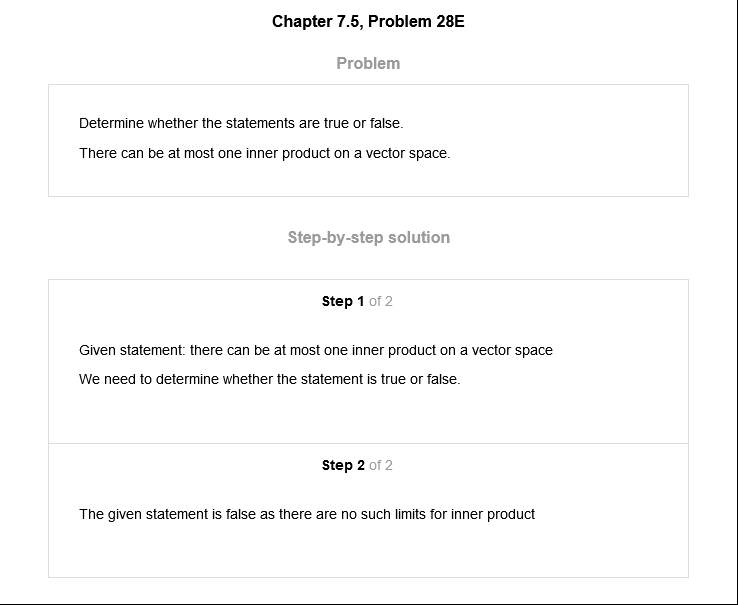 Chapter 7.5, Problem 28E
Problem
Determine whether the statements are true or false.
There can be at most one inner product on a vector space.
Step-by-step solution
Step 1 of 2
Given statement: there can be at most one inner product on a vector space
We need to determine whether the statement is true or false.
Step 2 of 2
The given statement is false as there are no such limits for inner product